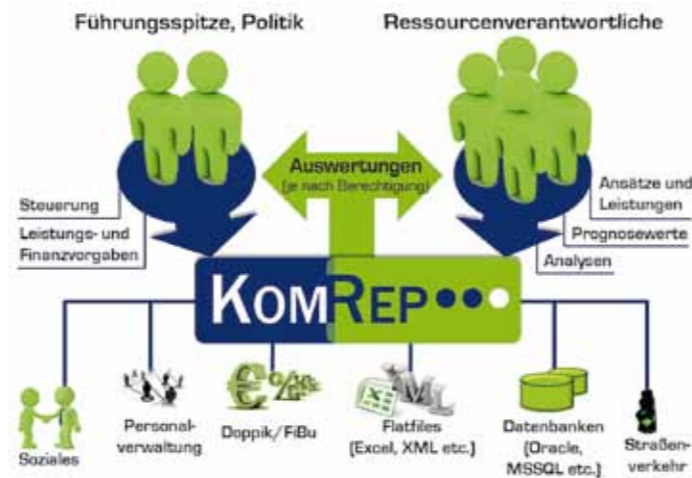 Führungsspitze, Politik
Ressourcenverantwortliche
Auswertungen
(je nach Berechtigung)
Steuerung
Leistungs- und
Finanzvorgaben
Ansätze und
Leistungen
Prognosewerte
Analysen
KOMREP
Soziales
Personal-
verwaltung
€%
Doppik/FiBu
XML
Flatfiles
(Excel, XML etc.)
Datenbanken
(Oracle,
MSSQL etc.)
Straßen-
verkehr